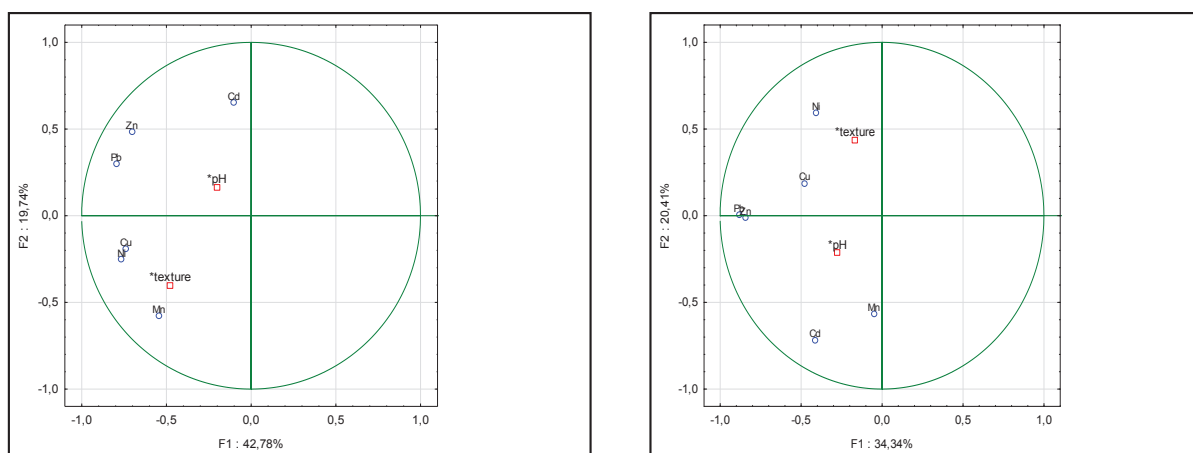 1,0
Cd
0,5
Zn
Pb
*pH
0,0
Cu
Ni
*texture
-0,5
Mn
-1,0
-1,0 -0,5 0,0 0,5 1,0
F1 : 42,78%
F2 : 19,74%
1,0
Ni
0,5
*texture
Cu
0,0
Pb
Zn
*pH
-0,5
Mn
Cd
-1,0
-1,0 -0,5 0,0 0,5 1,0
F1 : 34,34%
F2 : 20,41%